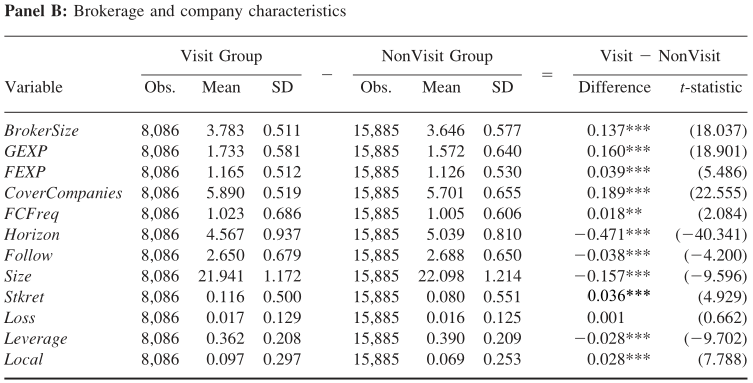 Panel B: Brokerage and company characteristics
Visit Group − NonVisit Group = Visit − NonVisit
Variable Obs. Mean SD Obs. Mean SD Difference t-statistic
BrokerSize 8,086 3.783 0.511 15,885 3.646 0.577 0.137*** (18.037)
GEXP 8,086 1.733 0.581 15,885 1.572 0.640 0.160*** (18.901)
FEXP 8,086 1.165 0.512 15,885 1.126 0.530 0.039*** (5.486)
CoverCompanies 8,086 5.890 0.519 15,885 5.701 0.655 0.189*** (22.555)
FCFreq 8,086 1.023 0.686 15,885 1.005 0.606 0.018** (2.084)
Horizon 8,086 4.567 0.937 15,885 5.039 0.810 −0.471*** (−40.341)
Follow 8,086 2.650 0.679 15,885 2.688 0.650 −0.038*** (−4.200)
Size 8,086 21.941 1.172 15,885 22.098 1.214 −0.157*** (−9.596)
Stkret 8,086 0.116 0.500 15,885 0.080 0.551 0.036*** (4.929)
Loss 8,086 0.017 0.129 15,885 0.016 0.125 0.001 (0.662)
Leverage 8,086 0.362 0.208 15,885 0.390 0.209 −0.028*** (−9.702)
Local 8,086 0.097 0.297 15,885 0.069 0.253 0.028*** (7.788)